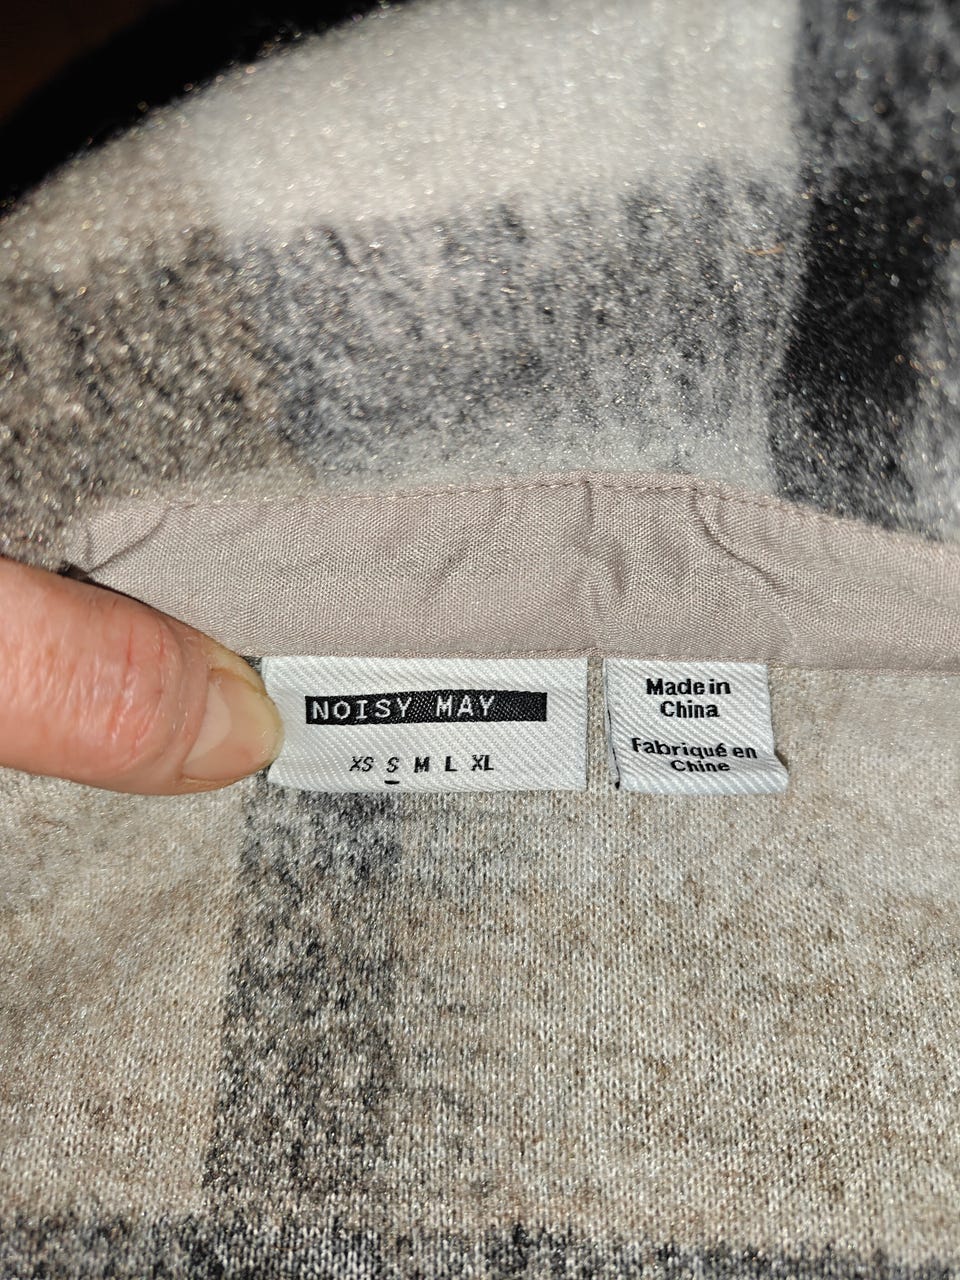 NOISY MAY
XS S M L XL
Made in
China
Fabriqué en
Chine